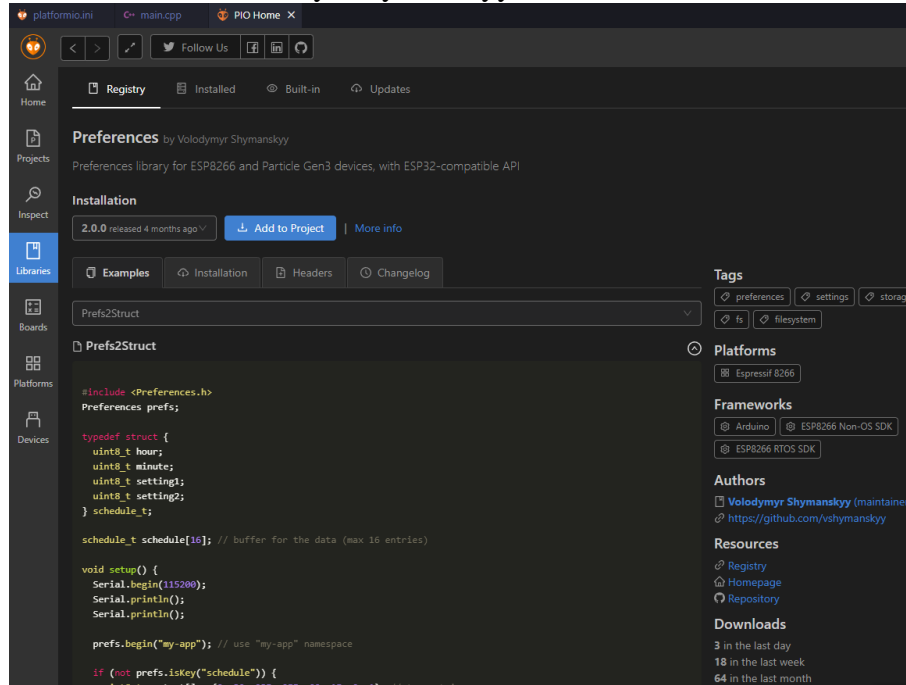 platformio.ini
C++ main.cpp
PIO Home
Follow Us
Home
Projects
Inspect
Libraries
Boards
Platforms
Devices
Registry
Installed
Built-in
Updates
Preferences by Volodymyr Shymanskyy
Preferences library for ESP8266 and Particle Gen3 devices, with ESP32-compatible API
Installation
2.0.0 released 4 months ago
Add to Project | More info
Examples
Installation
Headers
Changelog
Prefs2Struct
Prefs2Struct
#include <Preferences.h>
Preferences prefs;
typedef struct {
uint8_t hour;
uint8_t minute;
uint8_t setting1;
uint8_t setting2;
} schedule_t;
schedule_t schedule[16]; // buffer for the data (max 16 entries)
void setup() {
Serial.begin(115200);
Serial.println();
Serial.println();
prefs.begin("my-app"); // use "my-app" namespace
if (not prefs.isKey("schedule")) {
Tags
preferences
settings
storag
fs
filesystem
Platforms
Espressif 8266
Frameworks
Arduino
ESP8266 Non-OS SDK
ESP8266 RTOS SDK
Authors
Volodymyr Shymanskyy (maintaine
https://github.com/vshymanskyy
Resources
Registry
Homepage
Repository
Downloads
3 in the last day
18 in the last week
64 in the last month